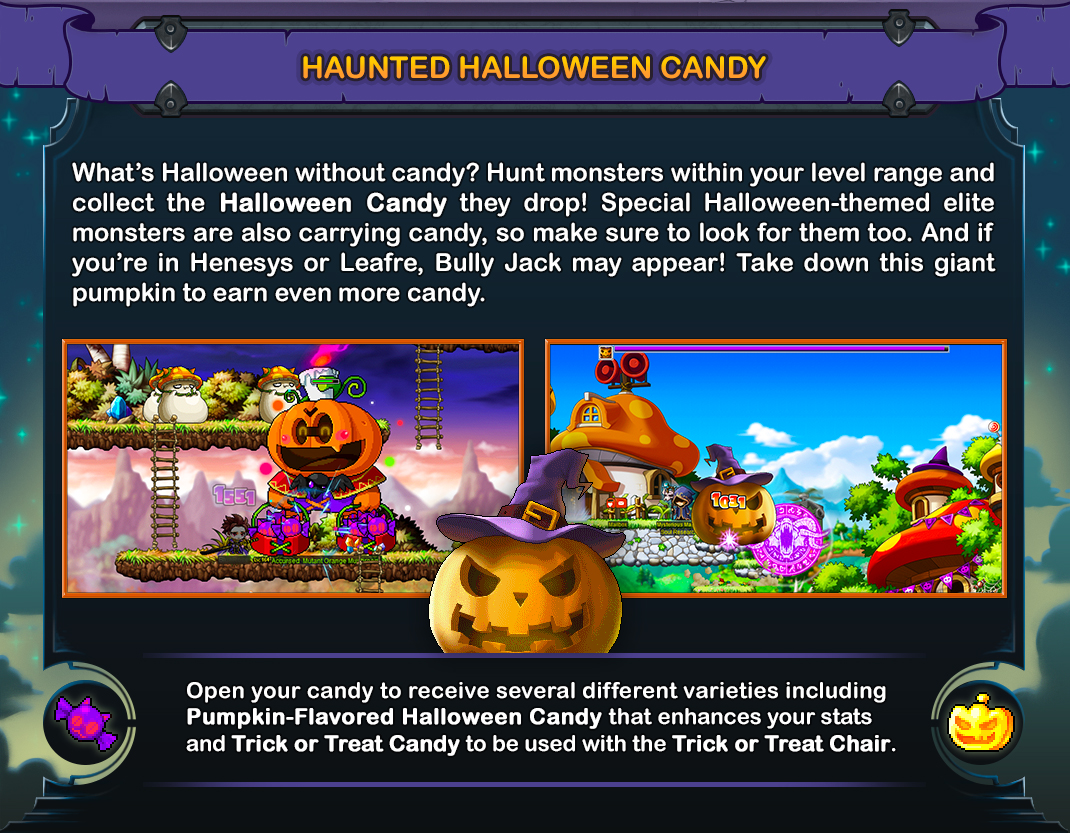 HAUNTED HALLOWEEN CANDY
What's Halloween without candy? Hunt monsters within your level range and
collect the Halloween Candy they drop! Special Halloween-themed elite
monsters are also carrying candy, so make sure to look for them too. And if
you're in Henesys or Leafre, Bully Jack may appear! Take down this giant
pumpkin to earn even more candy.
1551
Accursed Mutant Orange
1031
Mailbox
Open your candy to receive several different varieties including
Pumpkin-Flavored Halloween Candy that enhances your stats
and Trick or Treat Candy to be used with the Trick or Treat Chair.